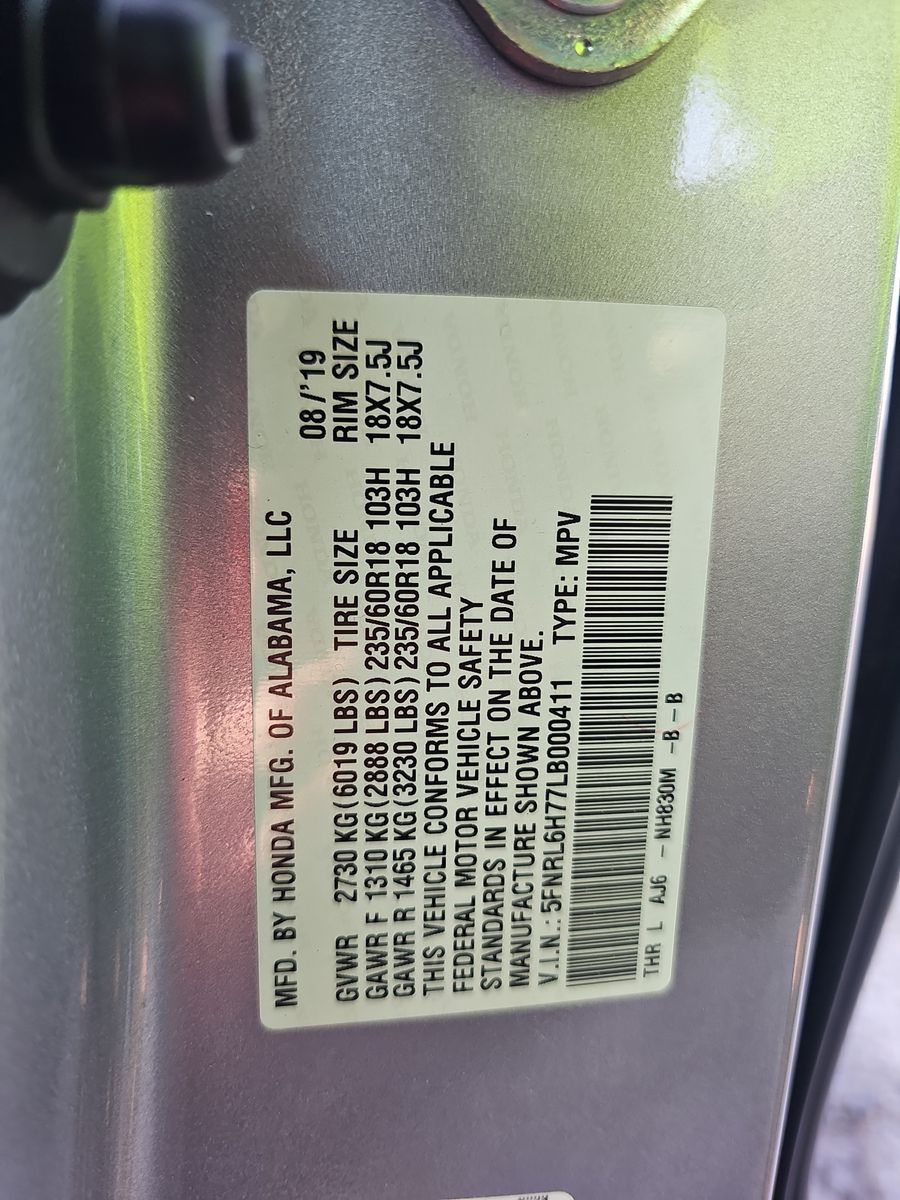 MFD. BY HONDA MFG. OF ALABAMA, LLC 08/'19
GVWR 2730 KG(6019 LBS) TIRE SIZE RIM SIZE
GAWR F 1310 KG(2888 LBS) 235/60R18 103H 18X7.5J
GAWR R 1465 KG(3230 LBS) 235/60R18 103H 18X7.5J
THIS VEHICLE CONFORMS TO ALL APPLICABLE
FEDERAL MOTOR VEHICLE SAFETY
STANDARDS IN EFFECT ON THE DATE OF
MANUFACTURE SHOWN ABOVE.
V.I.N.: 5FNRL6H77LB000411 TYPE: MPV
THR L AJ6 - NH830M -B-B